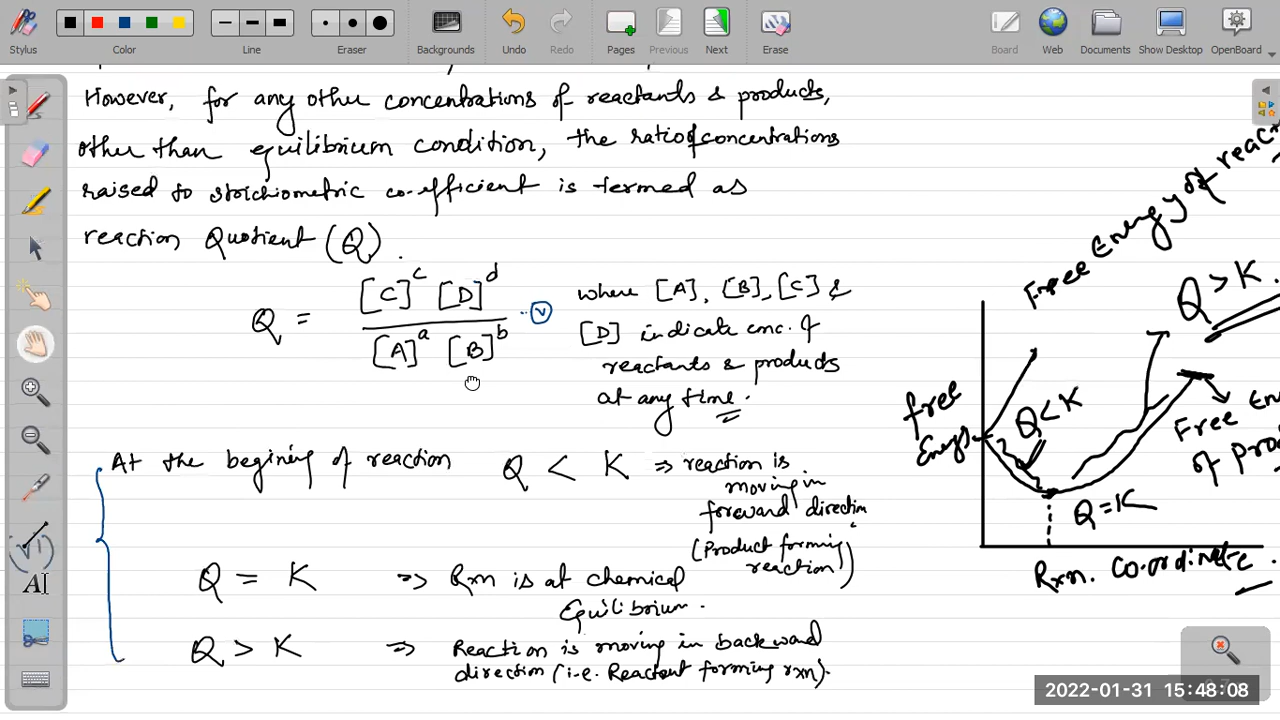 Stylus
Color
Line
Eraser
Backgrounds
Undo
Redo
Pages
Previous
Next
Erase
Board
Web
Documents
Show Desktop
OpenBoard
However, for any other concentrations of reactants & products,
other than equilibrium condition, the ratio of concentrations
raised to stoichiometric co-efficient is termed as
reaction Quotient (Q).
Q = [C]^c [D]^d / [A]^a [B]^b ... (v)
where [A], [B], [C] &
[D] indicate conc. of
reactants & products
at any time.
At the begining of reaction Q < K ⇒ reaction is
moving in
forward direction
(Product forming
reaction)
Q = K ⇒ Rxn is at chemical
Equilibrium.
Q > K ⇒ Reaction is moving in backward
direction (i.e. Reactant forming rxn).
(vi)
Free Energy of
Q > K
free
Energy
Q < K
Q = K
Free
of
Rxn. Co-ordinate.
2022-01-31 15:48:08